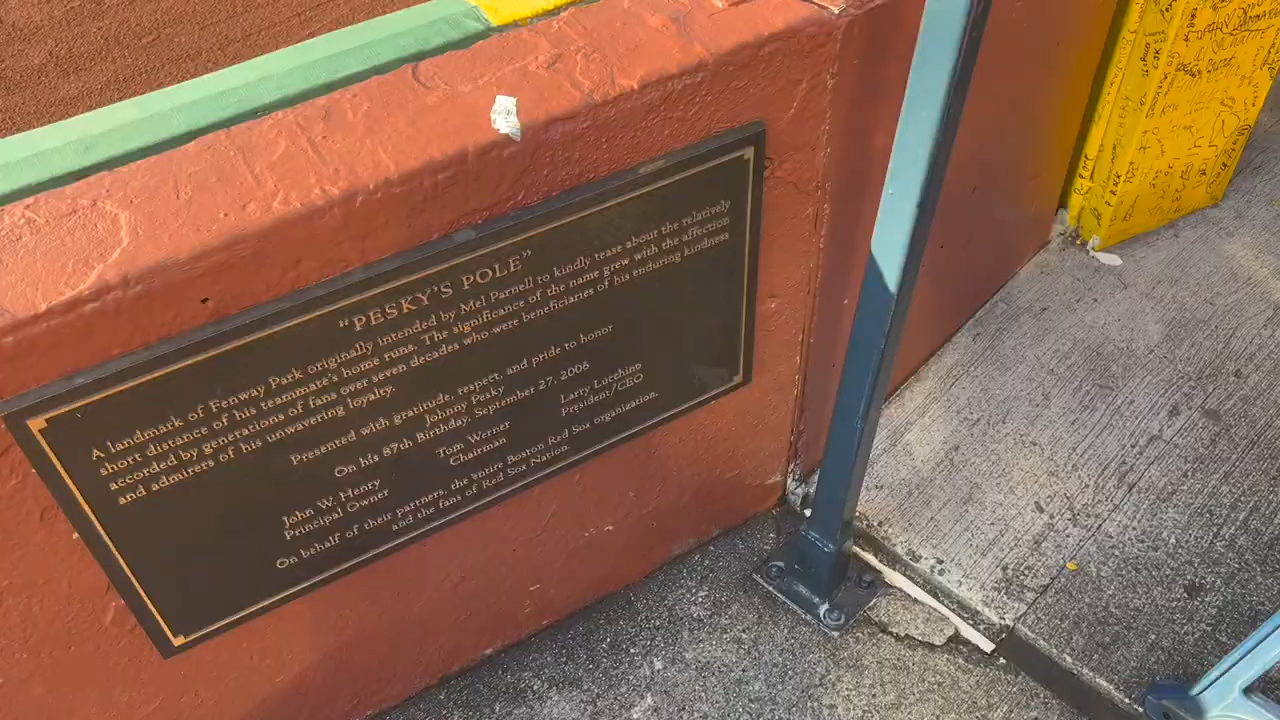 "PESKY'S POLE"
A landmark of Fenway Park originally intended by Mel Parnell to kindly tease about the relatively
short distance of his teammate's home runs. The significance of the name grew with the affection
accorded by generations of fans over seven decades who were beneficiaries of his enduring kindness
and admirers of his unwavering loyalty.
Presented with gratitude, respect, and pride to honor
Johnny Pesky
On his 87th Birthday, September 27, 2006
John W. Henry
Principal Owner
Tom Werner
Chairman
Larry Lucchino
President/CEO
On behalf of their partners, the entire Boston Red Sox organization,
and the fans of Red Sox Nation.